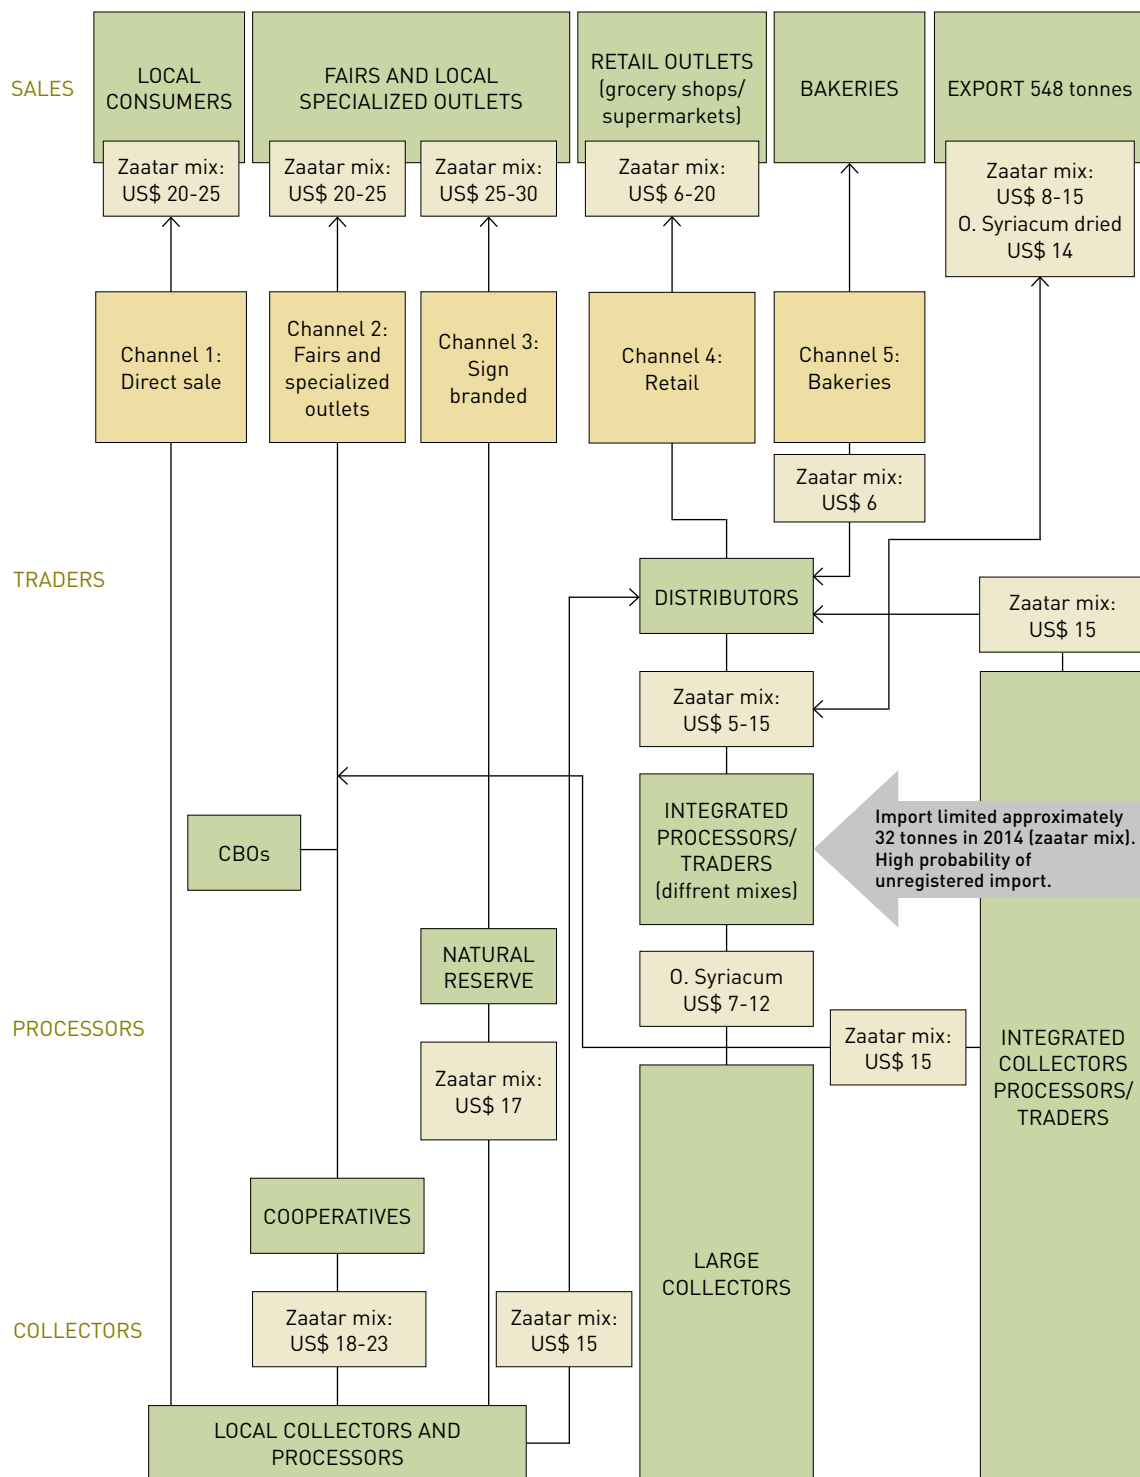 SALES
LOCAL
CONSUMERS
FAIRS AND LOCAL
SPECIALIZED OUTLETS
RETAIL OUTLETS
(grocery shops/
supermarkets)
BAKERIES
EXPORT 548 tonnes
Zaatar mix:
US$ 20-25
Zaatar mix:
US$ 20-25
Zaatar mix:
US$ 25-30
Zaatar mix:
US$ 6-20
Zaatar mix:
US$ 8-15
O. Syriacum dried
US$ 14
Channel 1:
Direct sale
Channel 2:
Fairs and
specialized
outlets
Channel 3:
Sign
branded
Channel 4:
Retail
Channel 5:
Bakeries
Zaatar mix:
US$ 6
TRADERS
DISTRIBUTORS
Zaatar mix:
US$ 15
Zaatar mix:
US$ 5-15
CBOs
INTEGRATED
PROCESSORS/
TRADERS
(diffrent mixes)
Import limited approximately
32 tonnes in 2014 (zaatar mix).
High probability of
unregistered import.
NATURAL
RESERVE
O. Syriacum
US$ 7-12
PROCESSORS
Zaatar mix:
US$ 17
Zaatar mix:
US$ 15
INTEGRATED
COLLECTORS
PROCESSORS/
TRADERS
COOPERATIVES
LARGE
COLLECTORS
COLLECTORS
Zaatar mix:
US$ 18-23
Zaatar mix:
US$ 15
LOCAL COLLECTORS AND
PROCESSORS